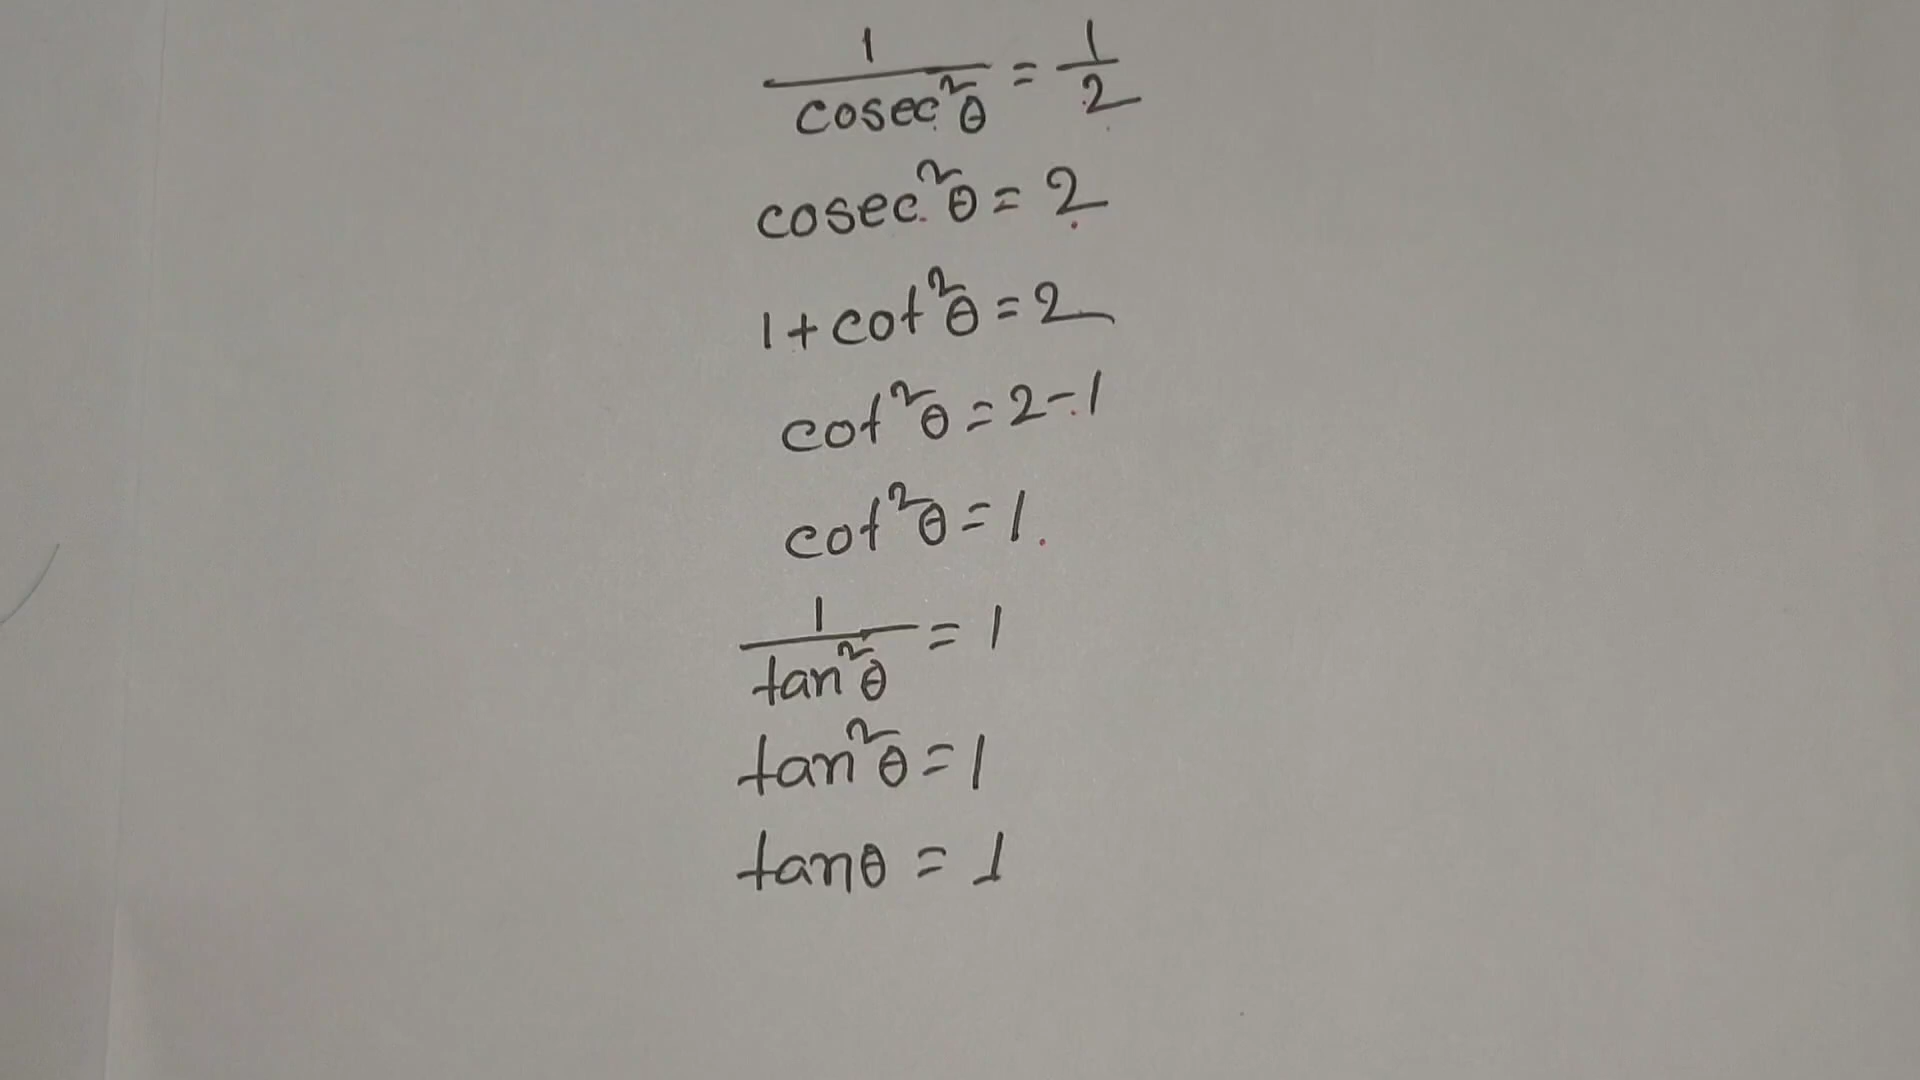 1/cosec²θ = 1/2
cosec²θ = 2
1 + cot²θ = 2
cot²θ = 2 - 1
cot²θ = 1
1/tan²θ = 1
tan²θ = 1
tanθ = 1